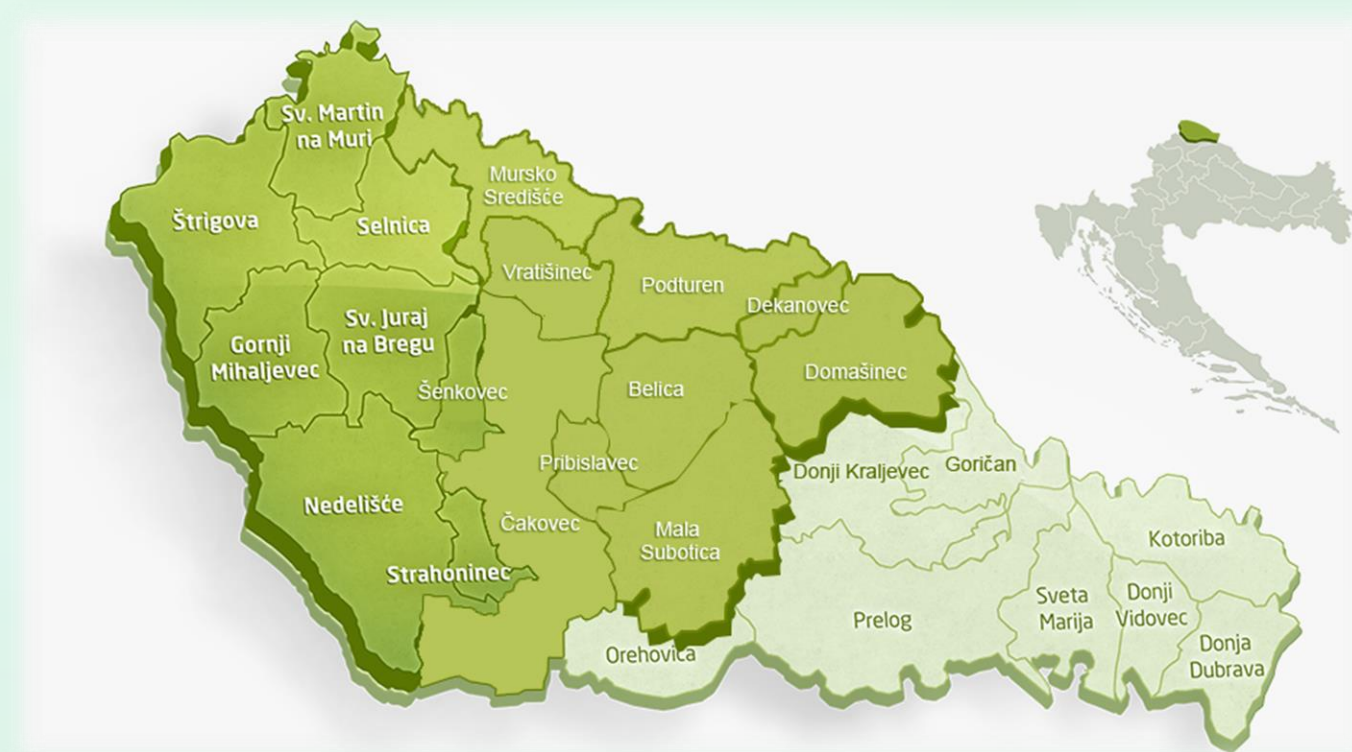 Sv. Martin
na Muri
Mursko
Središće
Štrigova
Selnica
Vratišinec
Podturen
Dekanovec
Sv. Juraj
na Bregu
Gornji
Mihaljevec
Šenkovec
Belica
Domašinec
Pribislavec
Donji Kraljevec
Goričan
Nedelišće
Čakovec
Mala
Subotica
Kotoriba
Strahoninec
Sveta
Marija
Donji
Vidovec
Prelog
Orehovica
Donja
Dubrava